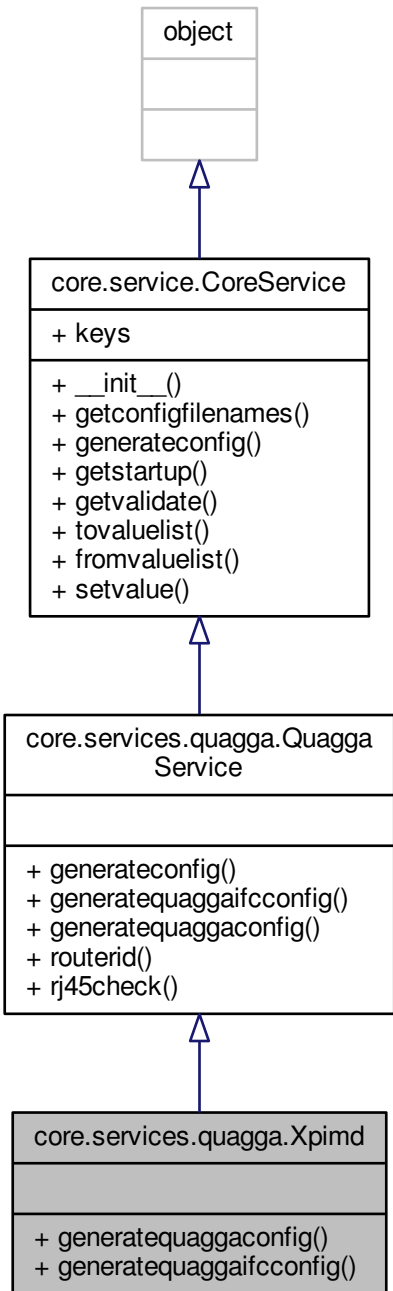 object
core.service.CoreService
+ keys
+ __init__()
+ getconfigfilenames()
+ generateconfig()
+ getstartup()
+ getvalidate()
+ tovaluelist()
+ fromvaluelist()
+ setvalue()
core.services.quagga.Quagga
Service
+ generateconfig()
+ generatequaggaifcconfig()
+ generatequaggaconfig()
+ routerid()
+ rj45check()
core.services.quagga.Xpimd
+ generatequaggaconfig()
+ generatequaggaifcconfig()